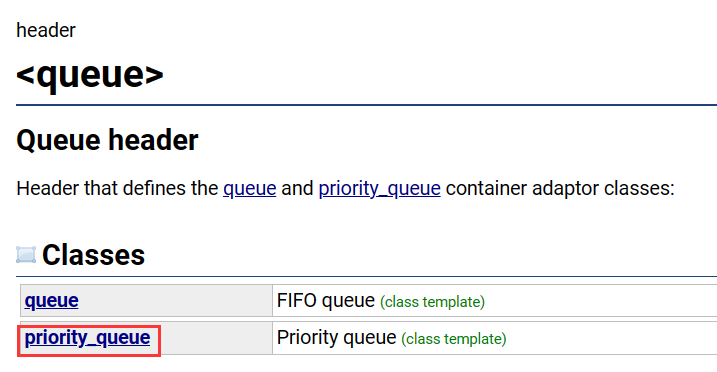 header
<queue>
Queue header
Header that defines the queue and priority_queue container adaptor classes:
Classes
queue FIFO queue (class template)
priority_queue Priority queue (class template)